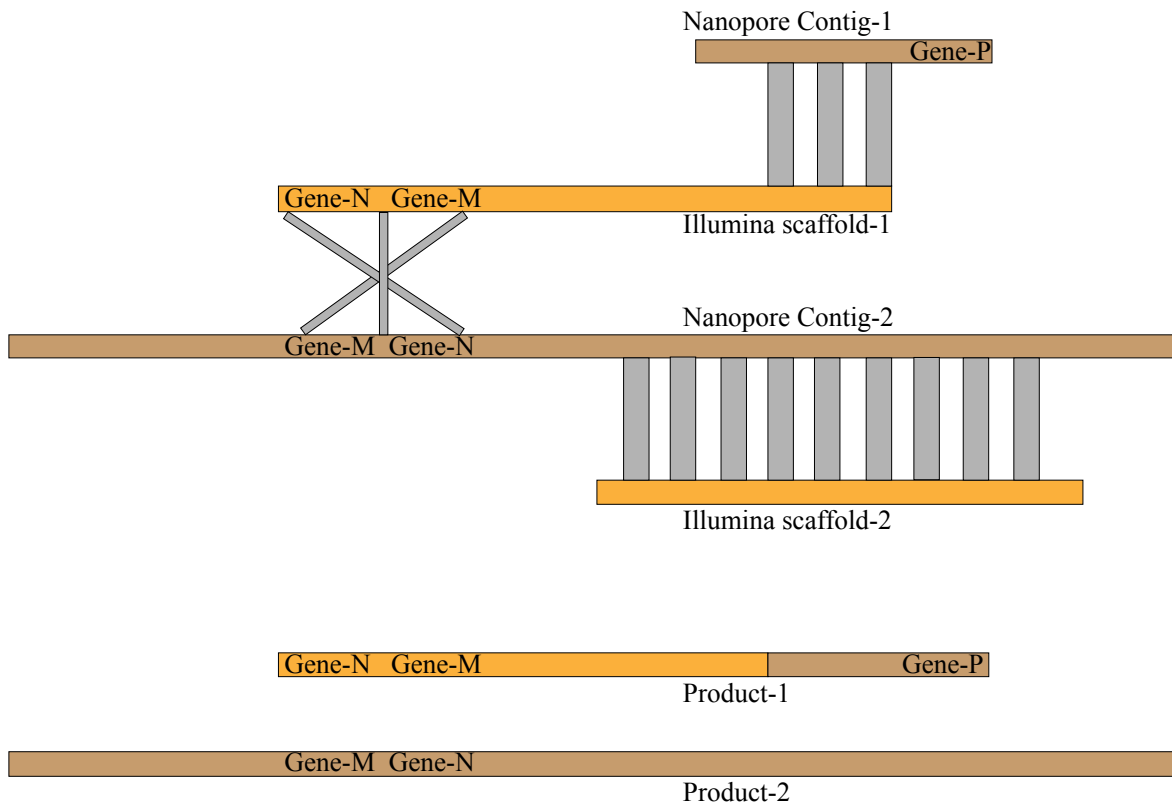 Nanopore Contig-1
Gene-P
Gene-N Gene-M
Illumina scaffold-1
Nanopore Contig-2
Gene-M Gene-N
Illumina scaffold-2
Gene-N Gene-M Gene-P
Product-1
Gene-M Gene-N
Product-2